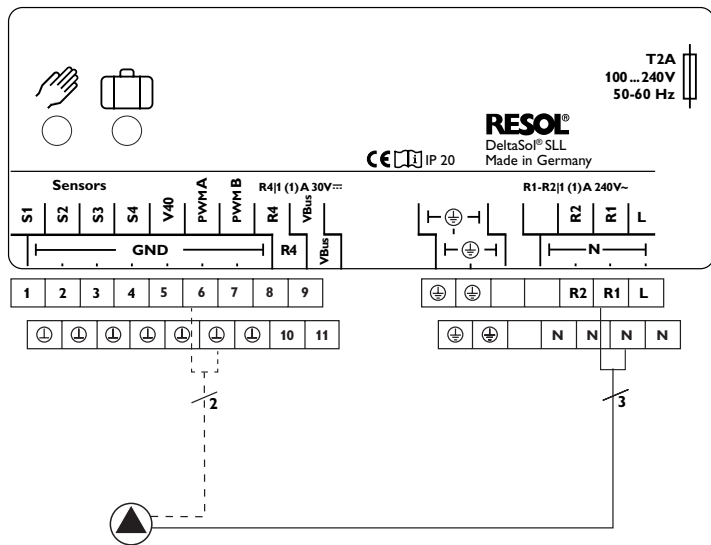 T2A
100 ... 240V
50-60 Hz
RESOL®
DeltaSol® SLL
Made in Germany
CE i IP 20
Sensors
R4|1 (1) A 30V⎓
R1-R2|1 (1) A 240V~
S1 S2 S3 S4 V40 PWM A PWM B R4 VBus
R2 R1 L
GND R4 VBus
N
1 2 3 4 5 6 7 8 9
R2 R1 L
10 11
N N N N
2
3